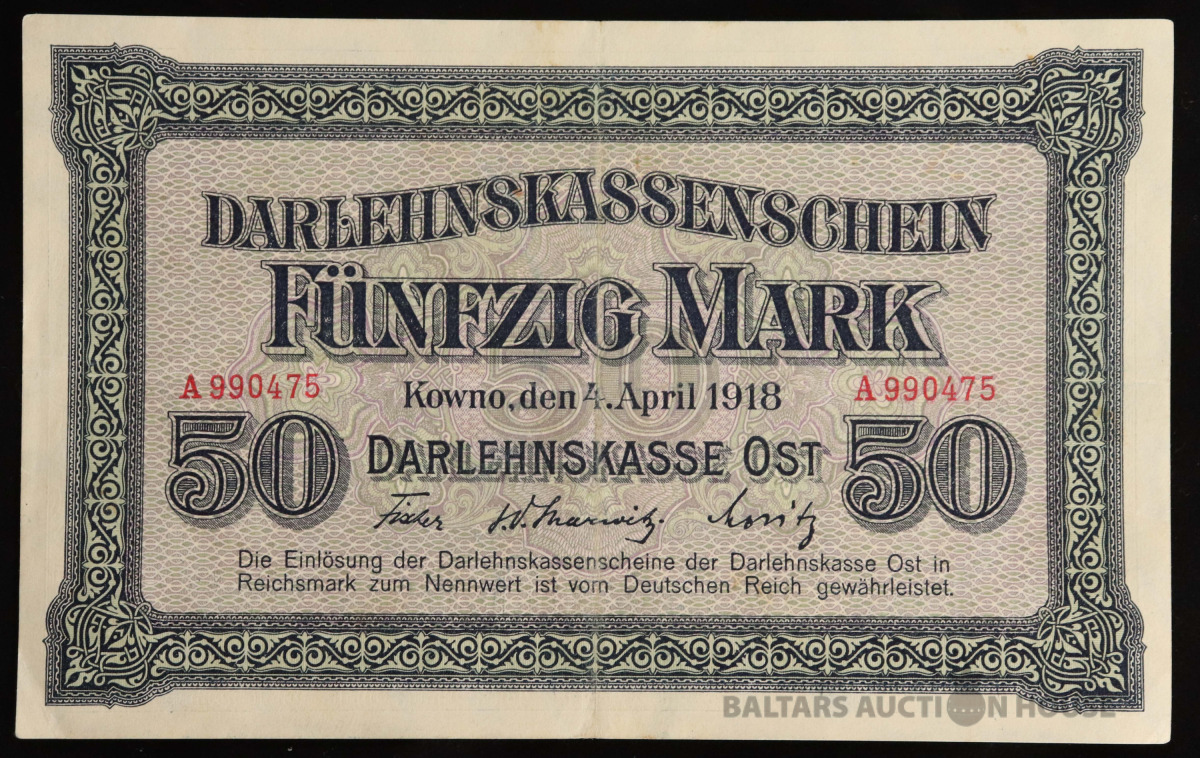 DARLEHNSKASSENSCHEIN
FÜNFZIG MARK
A 990475
Kowno, den 4. April 1918
A 990475
50
DARLEHNSKASSE OST
50
Die Einlösung der Darlehnskassenscheine der Darlehnskasse Ost in
Reichsmark zum Nennwert ist vom Deutschen Reich gewährleistet.
BALTARS AUCTION HOUSE